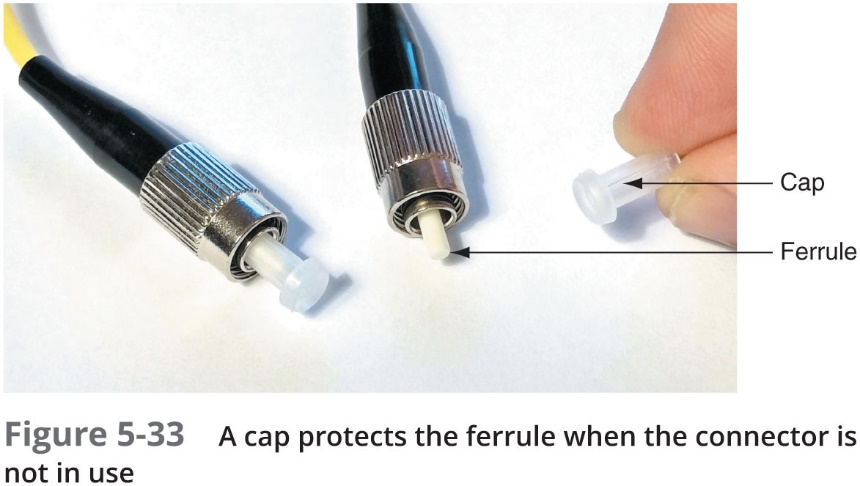 Cap
Ferrule
Figure 5-33 A cap protects the ferrule when the connector is
not in use